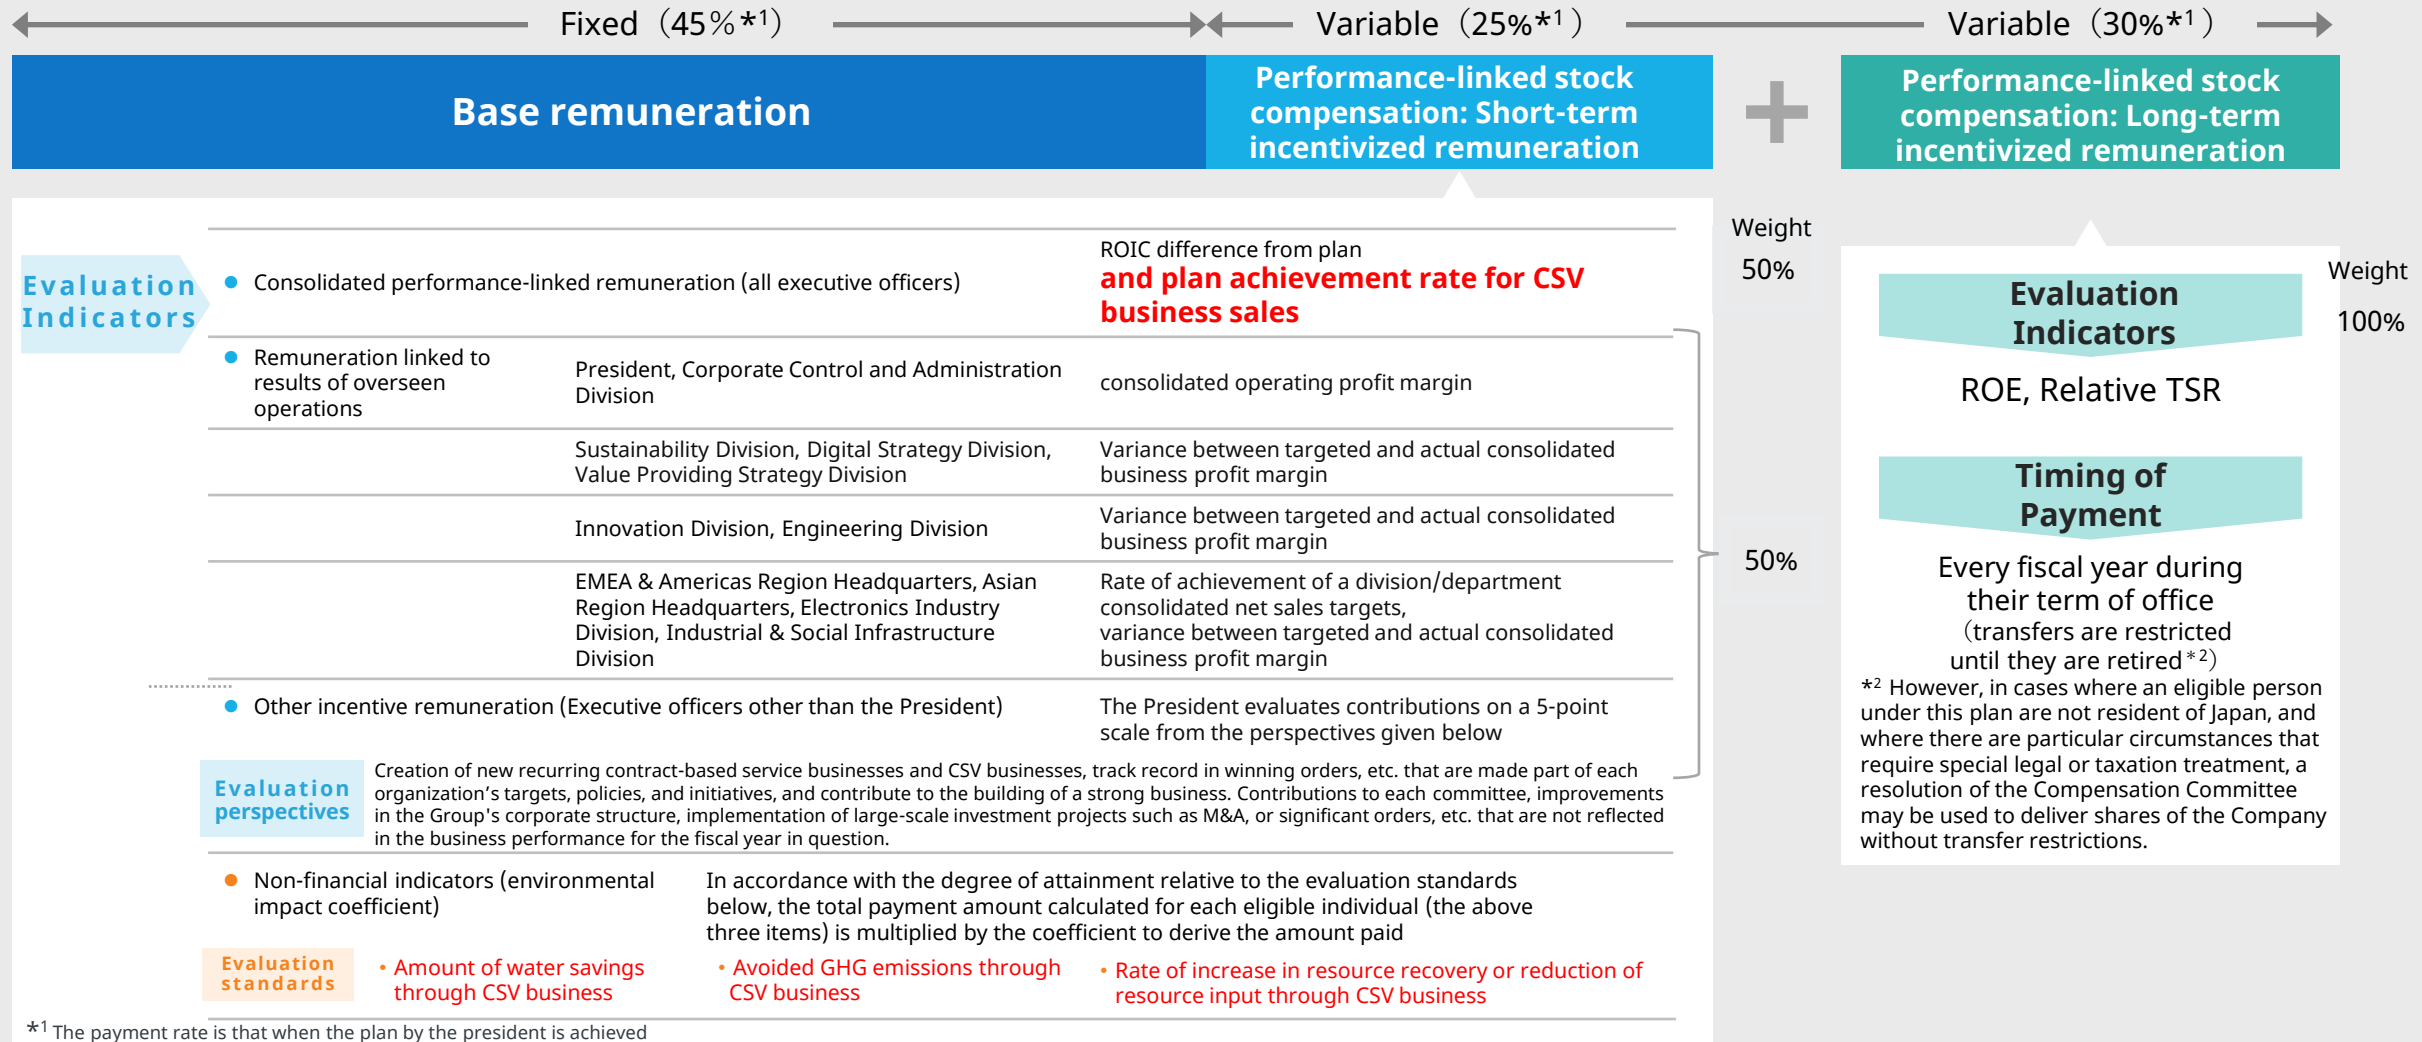 Fixed（45％*1）
Variable（25%*1）
Variable（30%*1）
Base remuneration
Performance-linked stock
compensation: Short-term
incentivized remuneration
+
Performance-linked stock
compensation: Long-term
incentivized remuneration
Evaluation
Indicators
● Consolidated performance-linked remuneration (all executive officers)
ROIC difference from plan
and plan achievement rate for CSV
business sales
Weight
50%
● Remuneration linked to
results of overseen
operations
President, Corporate Control and Administration
Division
consolidated operating profit margin
Sustainability Division, Digital Strategy Division,
Value Providing Strategy Division
Variance between targeted and actual consolidated
business profit margin
Innovation Division, Engineering Division
Variance between targeted and actual consolidated
business profit margin
EMEA & Americas Region Headquarters, Asian
Region Headquarters, Electronics Industry
Division, Industrial & Social Infrastructure
Division
Rate of achievement of a division/department
consolidated net sales targets,
variance between targeted and actual consolidated
business profit margin
50%
● Other incentive remuneration (Executive officers other than the President)
The President evaluates contributions on a 5-point
scale from the perspectives given below
Evaluation
perspectives
Creation of new recurring contract-based service businesses and CSV businesses, track record in winning orders, etc. that are made part of each
organization's targets, policies, and initiatives, and contribute to the building of a strong business. Contributions to each committee, improvements
in the Group's corporate structure, implementation of large-scale investment projects such as M&A, or significant orders, etc. that are not reflected
in the business performance for the fiscal year in question.
● Non-financial indicators (environmental
impact coefficient)
In accordance with the degree of attainment relative to the evaluation standards
below, the total payment amount calculated for each eligible individual (the above
three items) is multiplied by the coefficient to derive the amount paid
Evaluation
standards
• Amount of water savings
through CSV business
• Avoided GHG emissions through
CSV business
• Rate of increase in resource recovery or reduction of
resource input through CSV business
*1 The payment rate is that when the plan by the president is achieved
Evaluation
Indicators
Weight
100%
ROE, Relative TSR
Timing of
Payment
Every fiscal year during
their term of office
（transfers are restricted
until they are retired*2）
*2 However, in cases where an eligible person
under this plan are not resident of Japan, and
where there are particular circumstances that
require special legal or taxation treatment, a
resolution of the Compensation Committee
may be used to deliver shares of the Company
without transfer restrictions.